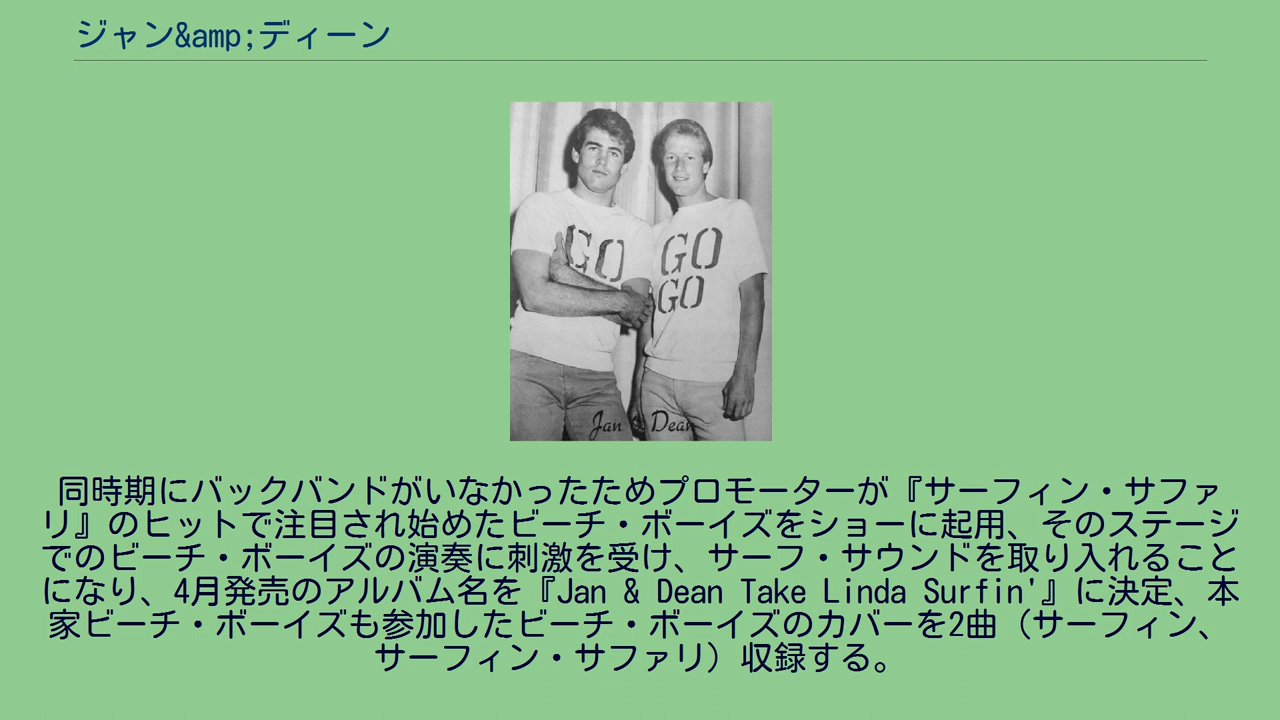 ジャン&amp;ディーン
GO
GO
GO
Jan & Dean
同時期にバックバンドがいなかったためプロモーターが『サーフィン・サファ
リ』のヒットで注目され始めたビーチ・ボーイズをショーに起用、そのステージ
でのビーチ・ボーイズの演奏に刺激を受け、サーフ・サウンドを取り入れること
になり、4月発売のアルバム名を『Jan & Dean Take Linda Surfin'』に決定、本
家ビーチ・ボーイズも参加したビーチ・ボーイズのカバーを2曲（サーフィン、
サーフィン・サファリ）収録する。